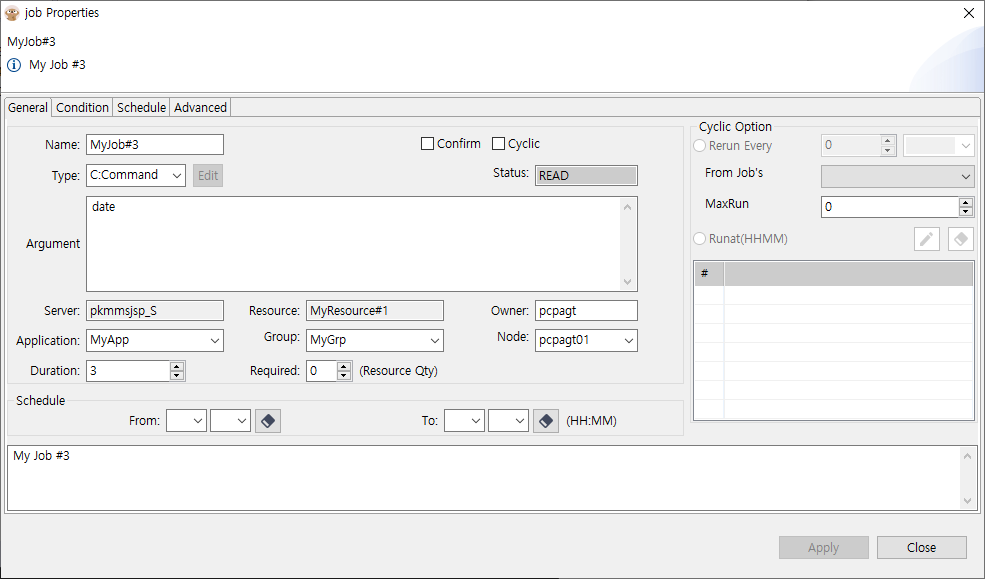 job Properties
MyJob#3
My Job #3
General Condition Schedule Advanced
Name: MyJob#3 Confirm Cyclic
Type: C:Command Edit Status: READ
Argument date
Server: pkmmsjsp_S Resource: MyResource#1 Owner: pcpagt
Application: MyApp Group: MyGrp Node: pcpagt01
Duration: 3 Required: 0 (Resource Qty)
Schedule
From: To: (HH:MM)
Cyclic Option
Rerun Every 0
From Job's
MaxRun 0
Runat(HHMM)
#
My Job #3
Apply Close